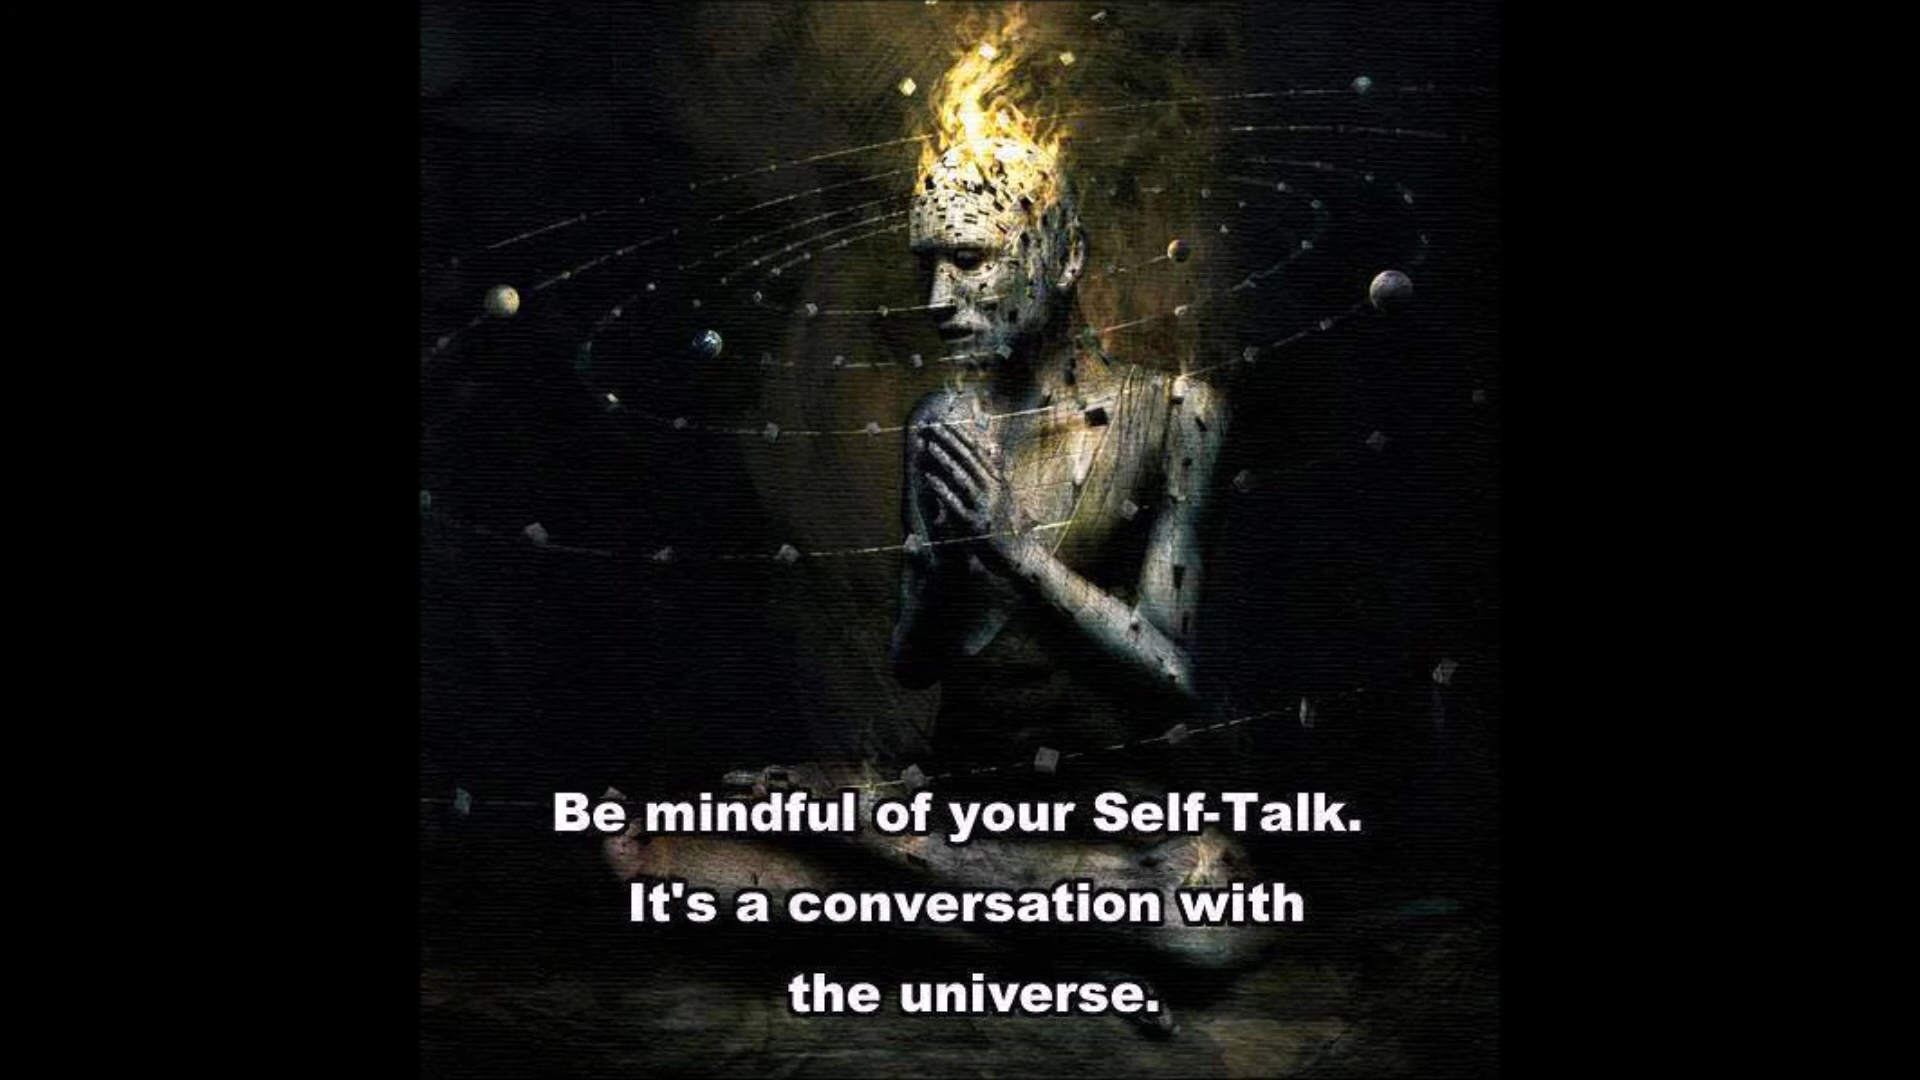 Be mindful of your Self-Talk.
It's a conversation with
the universe.